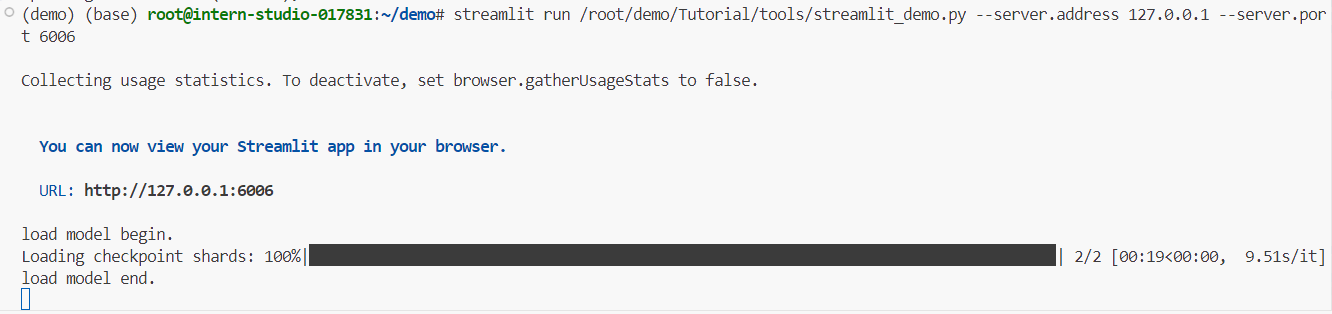 (demo) (base) root@intern-studio-017831:~/demo# streamlit run /root/demo/Tutorial/tools/streamlit_demo.py --server.address 127.0.0.1 --server.por
t 6006
Collecting usage statistics. To deactivate, set browser.gatherUsageStats to false.
You can now view your Streamlit app in your browser.
URL: http://127.0.0.1:6006
load model begin.
Loading checkpoint shards: 100%|██████████| 2/2 [00:19<00:00,  9.51s/it]
load model end.